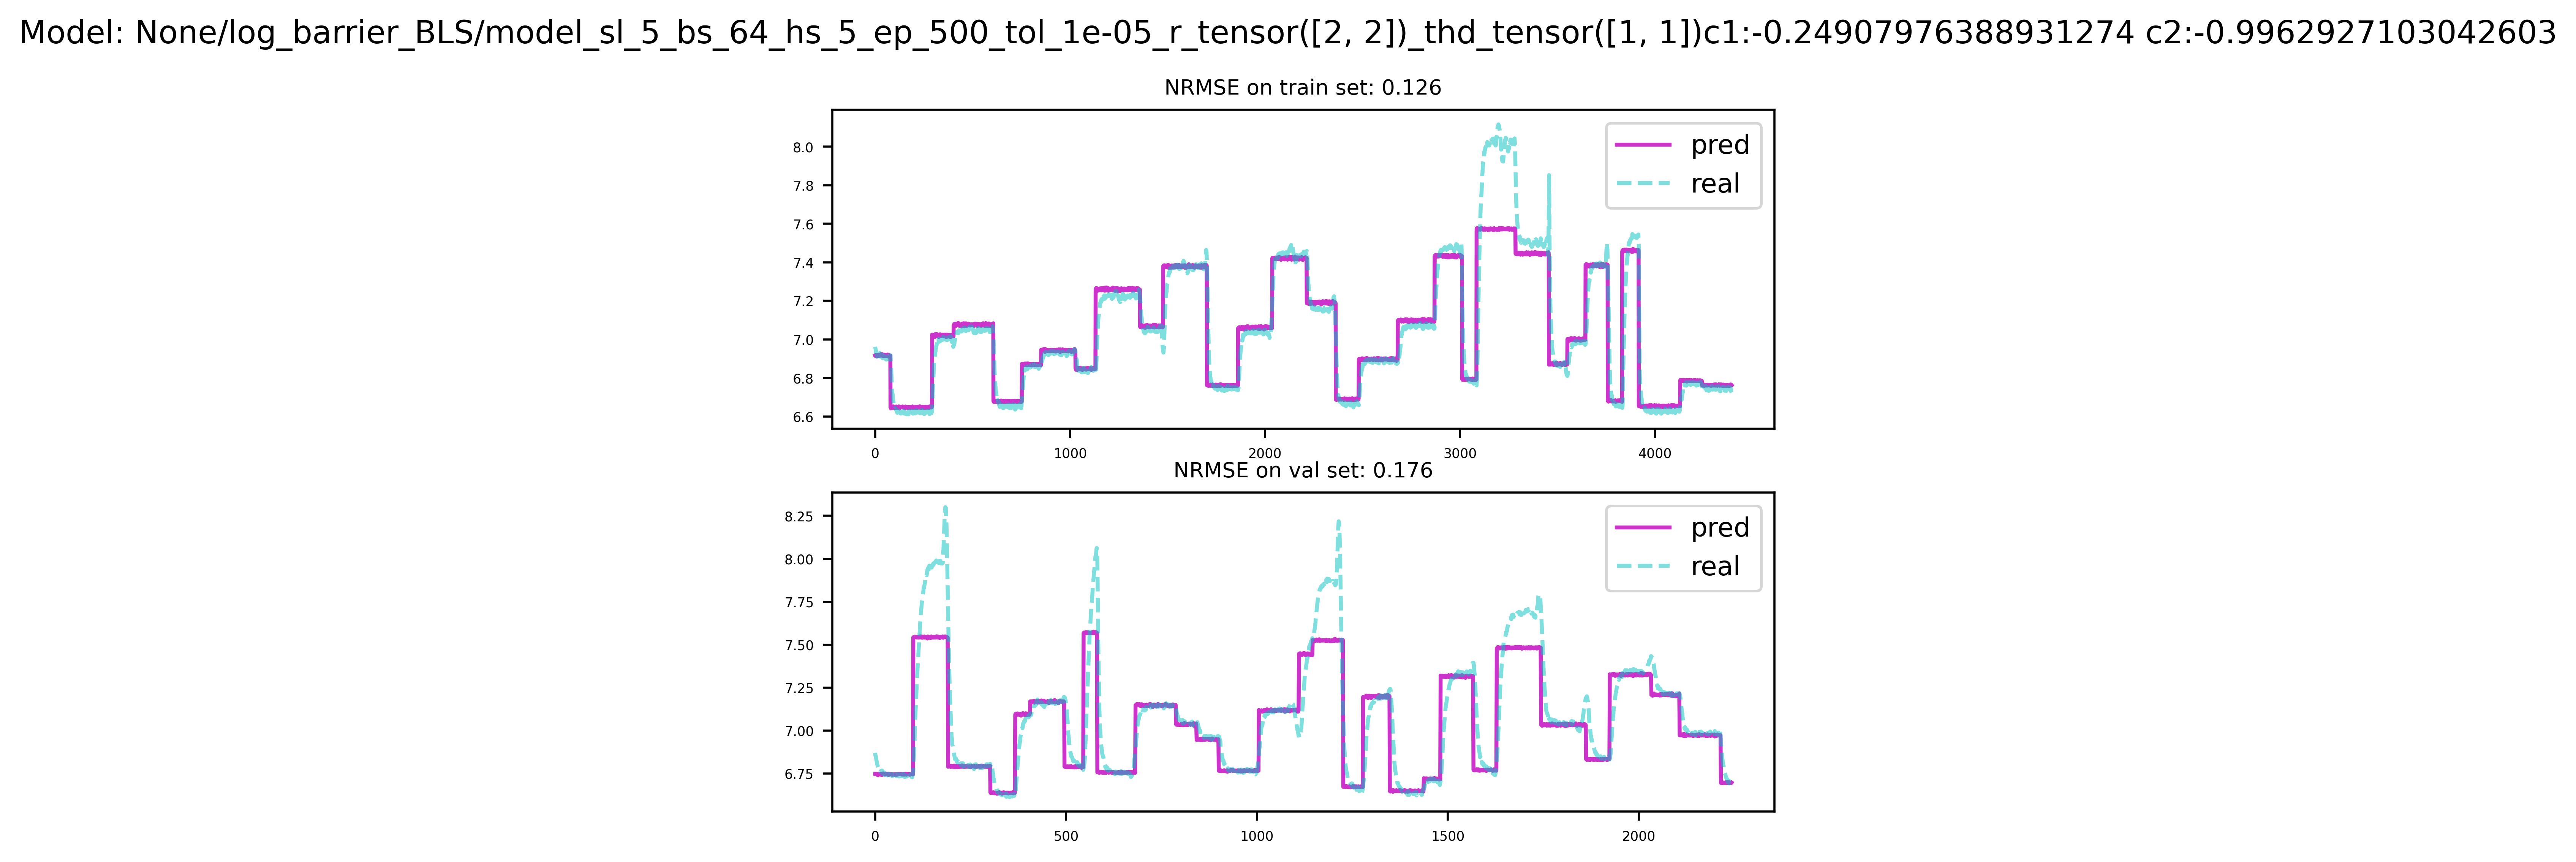 Model: None/log_barrier_BLS/model_sl_5_bs_64_hs_5_ep_500_tol_1e-05_r_tensor([2, 2])_thd_tensor([1, 1])c1:-0.24907976388931274 c2:-0.9962927103042603
NRMSE on train set: 0.126
pred
real
8.0
7.8
7.6
7.4
7.2
7.0
6.8
6.6
0 1000 2000 3000 4000
NRMSE on val set: 0.176
pred
real
8.25
8.00
7.75
7.50
7.25
7.00
6.75
0 500 1000 1500 2000